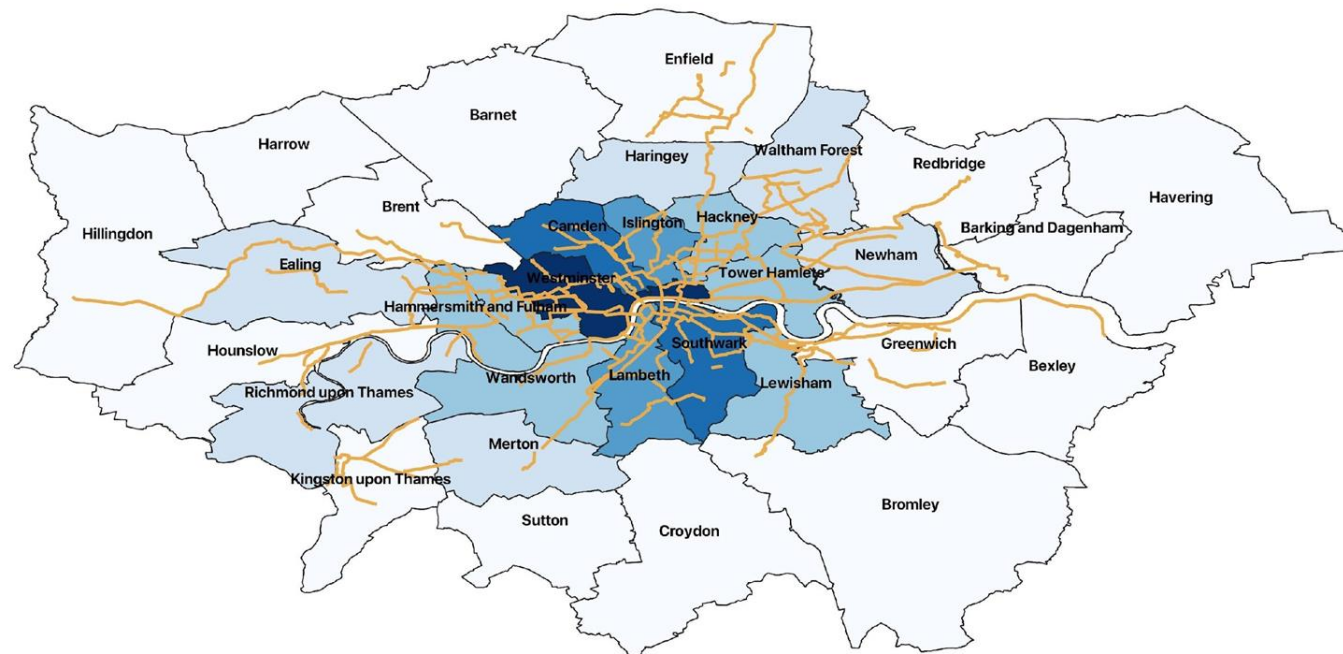 Enfield
Barnet
Harrow
Haringey
Waltham Forest
Redbridge
Havering
Brent
Hillingdon
Camden
Islington
Hackney
Barking and Dagenham
Ealing
Westminster
Tower Hamlets
Newham
Hammersmith and Fulham
Hounslow
Southwark
Greenwich
Bexley
Wandsworth
Lambeth
Lewisham
Richmond upon Thames
Merton
Kingston upon Thames
Bromley
Sutton
Croydon